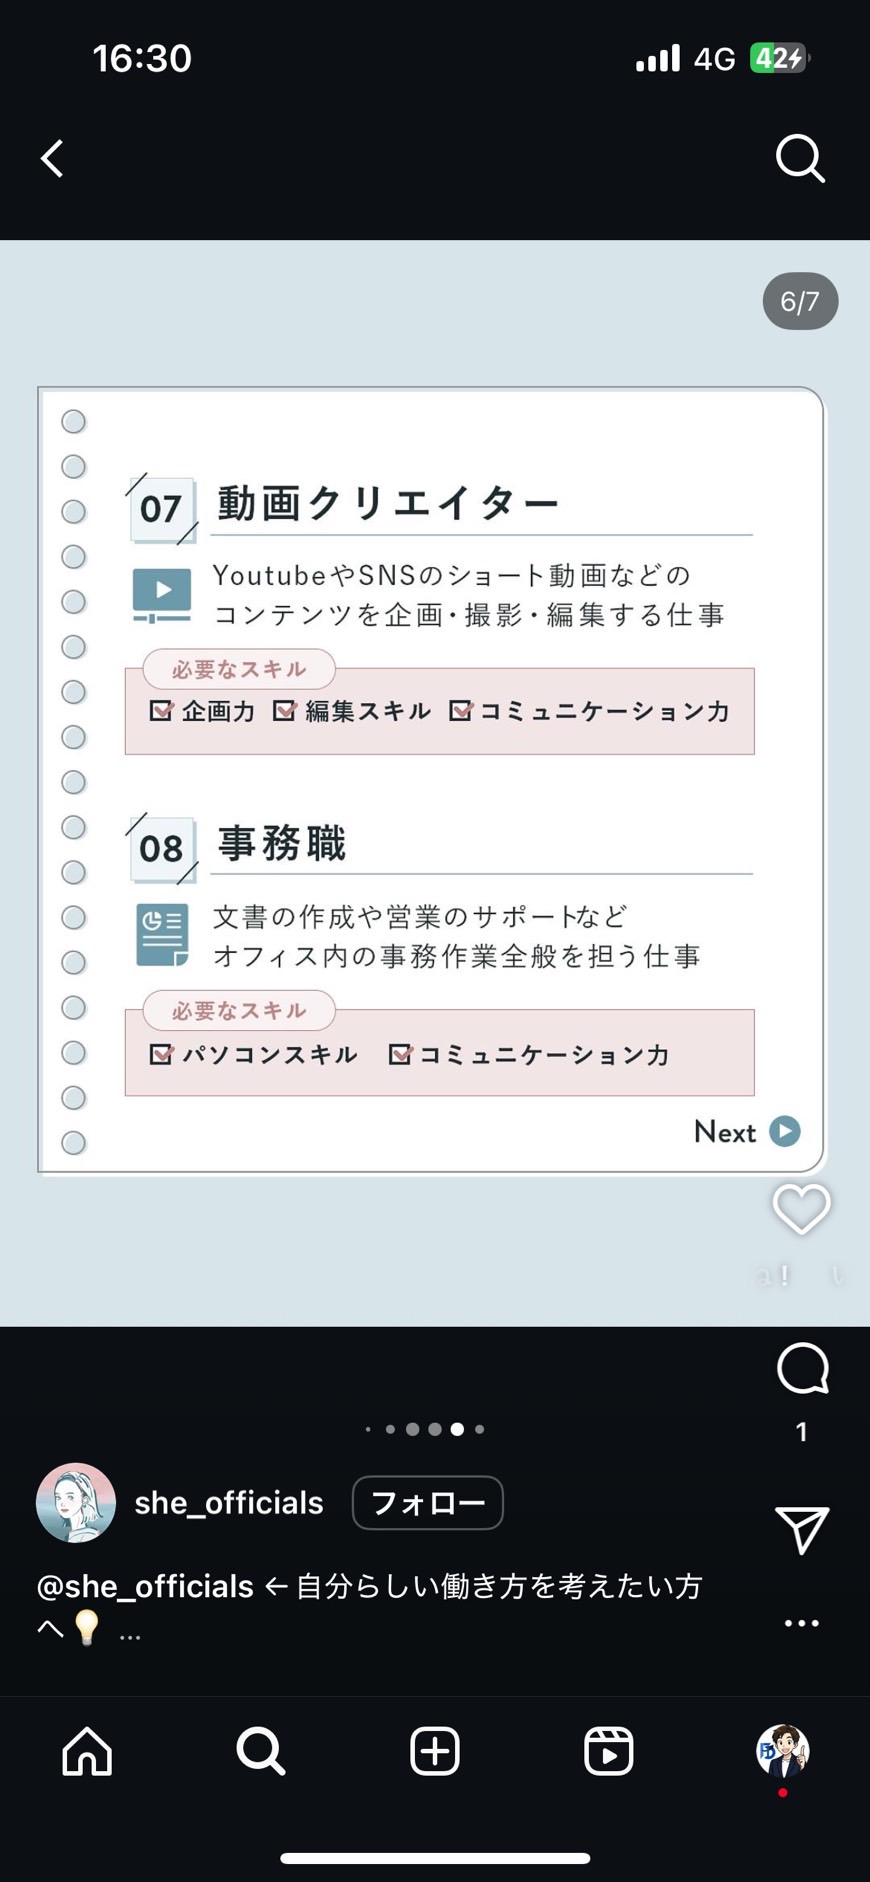 16:30
4G
42
6/7
07
動画クリエイター
YoutubeやSNSのショート動画などの
コンテンツを企画・撮影・編集する仕事
必要なスキル
企画力 編集スキル コミュニケーション力
08
事務職
文書の作成や営業のサポートなど
オフィス内の事務作業全般を担う仕事
必要なスキル
パソコンスキル コミュニケーション力
Next
1
she_officials
フォロー
@she_officials ← 自分らしい働き方を考えたい方
へ💡 ...